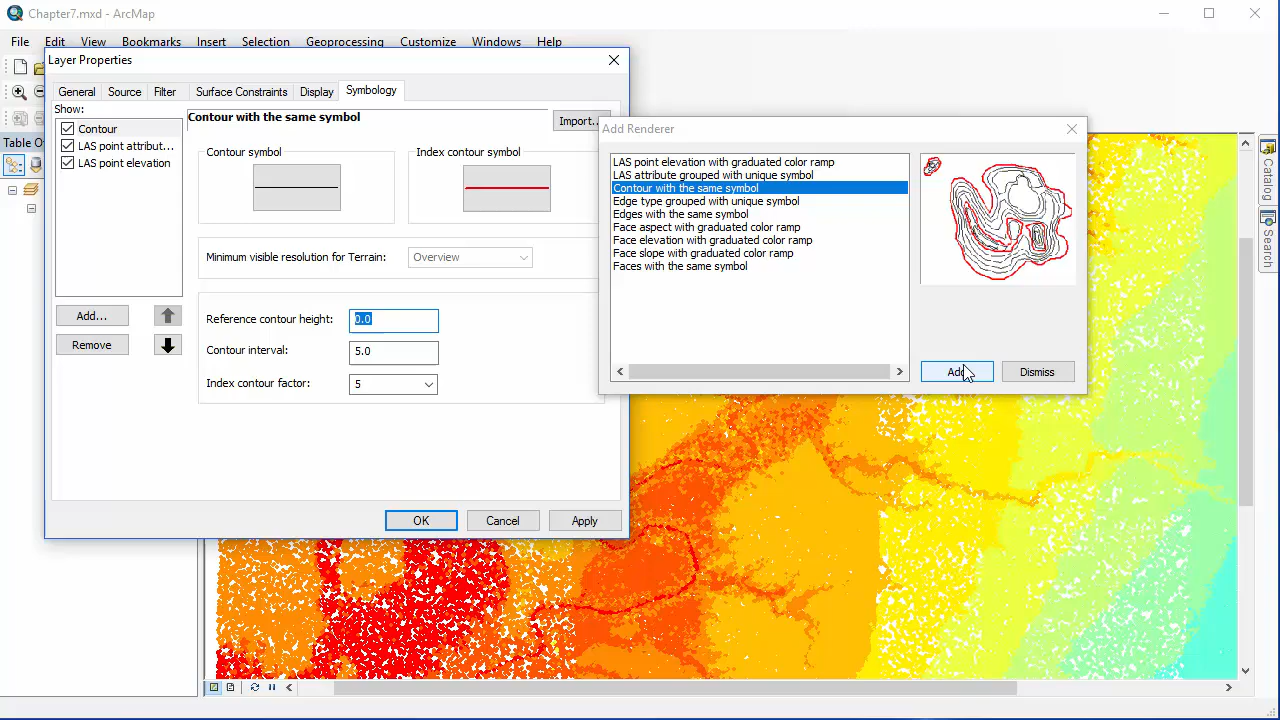 Chapter7.mxd - ArcMap
File Edit View Bookmarks Insert Selection Geoprocessing Customize Windows Help
Layer Properties
General Source Filter Surface Constraints Display Symbology
Show:
Contour
LAS point attribut...
LAS point elevation
Add...
Remove
Contour with the same symbol
Import...
Contour symbol
Index contour symbol
Minimum visible resolution for Terrain: Overview
Reference contour height: 0.0
Contour interval: 5.0
Index contour factor: 5
OK Cancel Apply
Add Renderer
LAS point elevation with graduated color ramp
LAS attribute grouped with unique symbol
Contour with the same symbol
Edge type grouped with unique symbol
Edges with the same symbol
Face aspect with graduated color ramp
Face elevation with graduated color ramp
Face slope with graduated color ramp
Faces with the same symbol
Add Dismiss
Table O
Catalog
Search